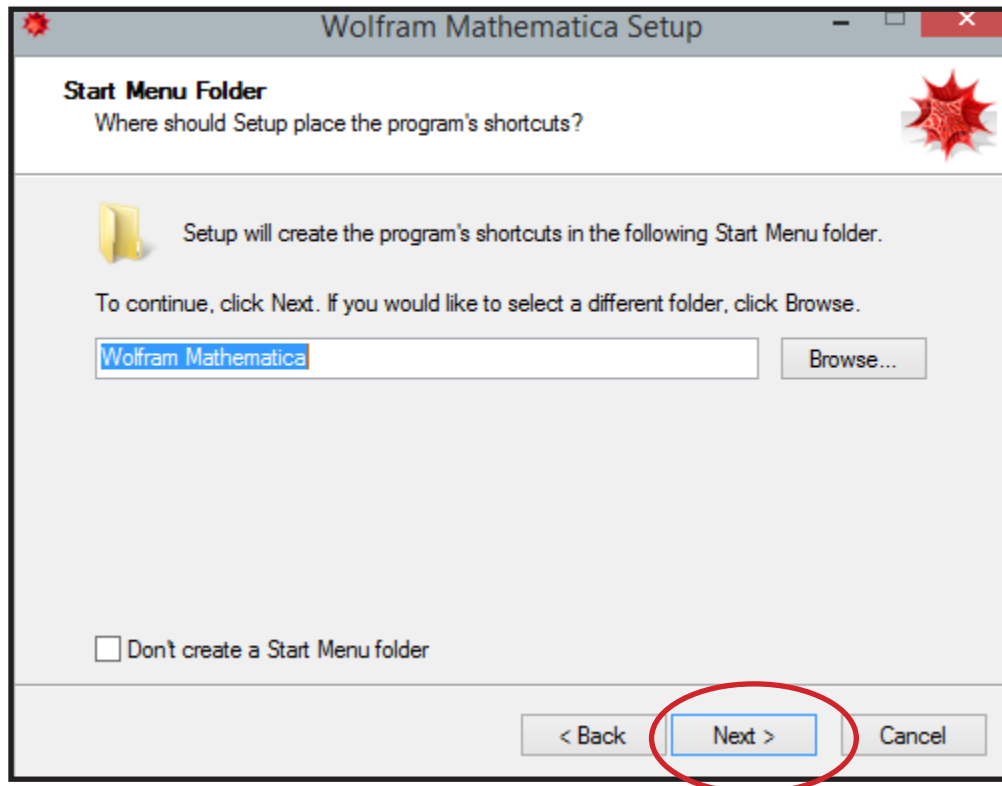 Wolfram Mathematica Setup
Start Menu Folder
Where should Setup place the program's shortcuts?
Setup will create the program's shortcuts in the following Start Menu folder.
To continue, click Next. If you would like to select a different folder, click Browse.
Wolfram Mathematica
Browse...
Don't create a Start Menu folder
< Back
Next >
Cancel